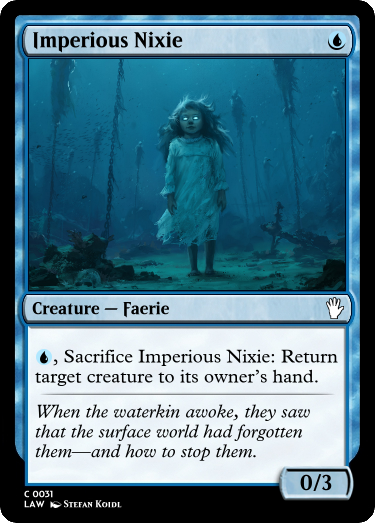 Imperious Nixie
Creature — Faerie
, Sacrifice Imperious Nixie: Return
target creature to its owner's hand.
When the waterkin awoke, they saw
that the surface world had forgotten
them—and how to stop them.
0/3
C 0031
LAW Stefan Koidl